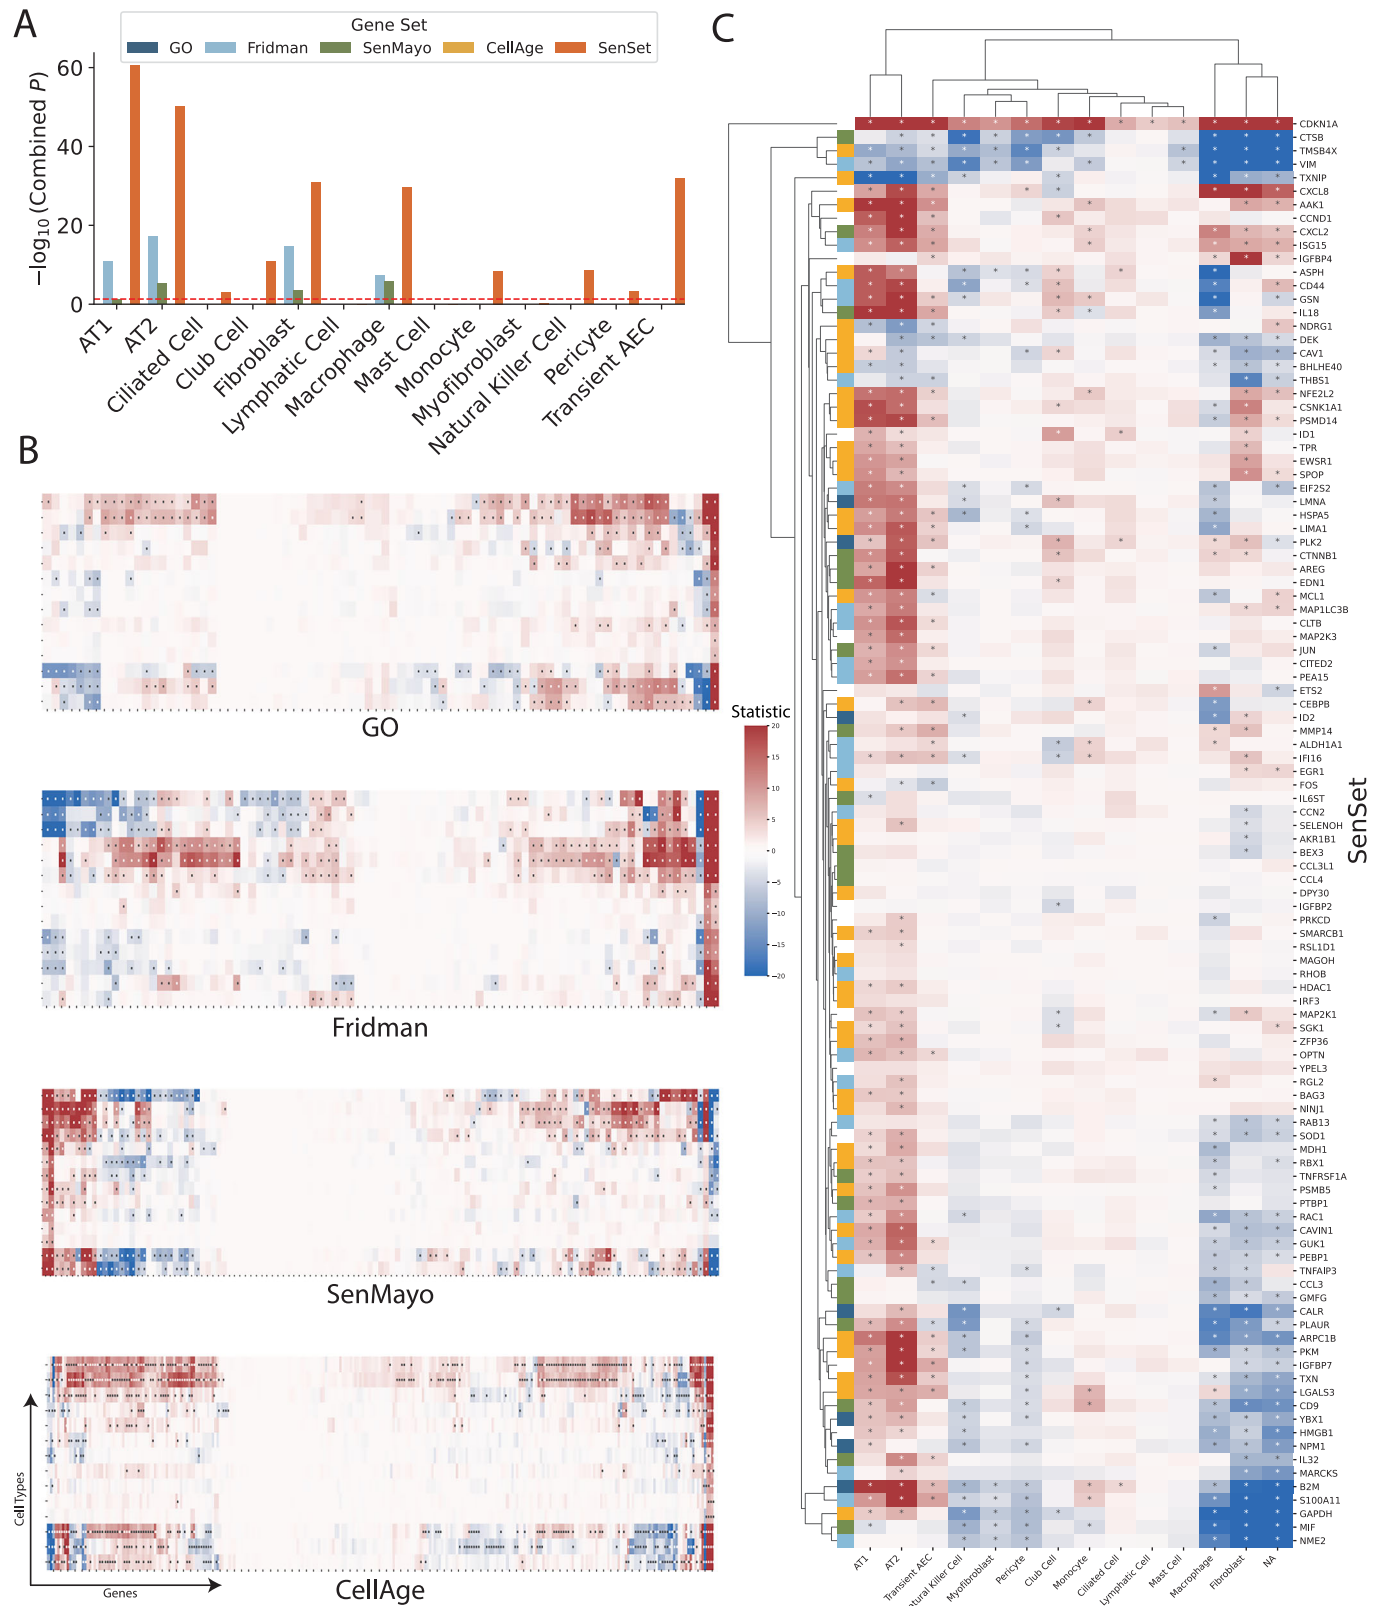 A
Gene Set
GO Fridman SenMayo CellAge SenSet
−log10 (Combined P)
60
40
20
0
AT1
AT2
Ciliated Cell
Club Cell
Fibroblast
Lymphatic Cell
Macrophage
Mast Cell
Monocyte
Myofibroblast
Natural Killer Cell
Pericyte
Transient AEC
B
GO
Fridman
SenMayo
CellAge
Cell Types
Genes
Statistic
20
15
10
5
0
−5
−10
−15
−20
C
CDKN1A
CTSB
TMSB4X
VIM
TXNIP
CXCL8
AAK1
CCND1
CXCL2
ISG15
IGFBP4
ASPH
CD44
GSN
IL18
NDRG1
DEK
CAV1
BHLHE40
THBS1
NFE2L2
CSNK1A1
PSMD14
ID1
TPR
EWSR1
SPOP
EIF2S2
LMNA
HSPA5
LIMA1
PLK2
CTNNB1
AREG
EDN1
MCL1
MAP1LC3B
CLTB
MAP2K3
JUN
CITED2
PEA15
ETS2
CEBPB
ID2
MMP14
ALDH1A1
IFI16
EGR1
FOS
IL6ST
CCN2
SELENOH
AKR1B1
BEX3
CCL3L1
CCL4
DPY30
IGFBP2
PRKCD
SMARCB1
RSL1D1
MAGOH
RHOB
HDAC1
IRF3
MAP2K1
SGK1
ZFP36
OPTN
YPEL3
RGL2
BAG3
NINJ1
RAB13
SOD1
MDH1
RBX1
TNFRSF1A
PSMB5
PTBP1
RAC1
CAVIN1
GUK1
PEBP1
TNFAIP3
CCL3
GMFG
CALR
PLAUR
ARPC1B
PKM
IGFBP7
TXN
LGALS3
CD9
YBX1
HMGB1
NPM1
IL32
MARCKS
B2M
S100A11
GAPDH
MIF
NME2
SenSet
AT1
AT2
Transient AEC
Natural Killer Cell
Myofibroblast
Pericyte
Club Cell
Monocyte
Ciliated Cell
Lymphatic Cell
Mast Cell
Macrophage
Fibroblast
NA